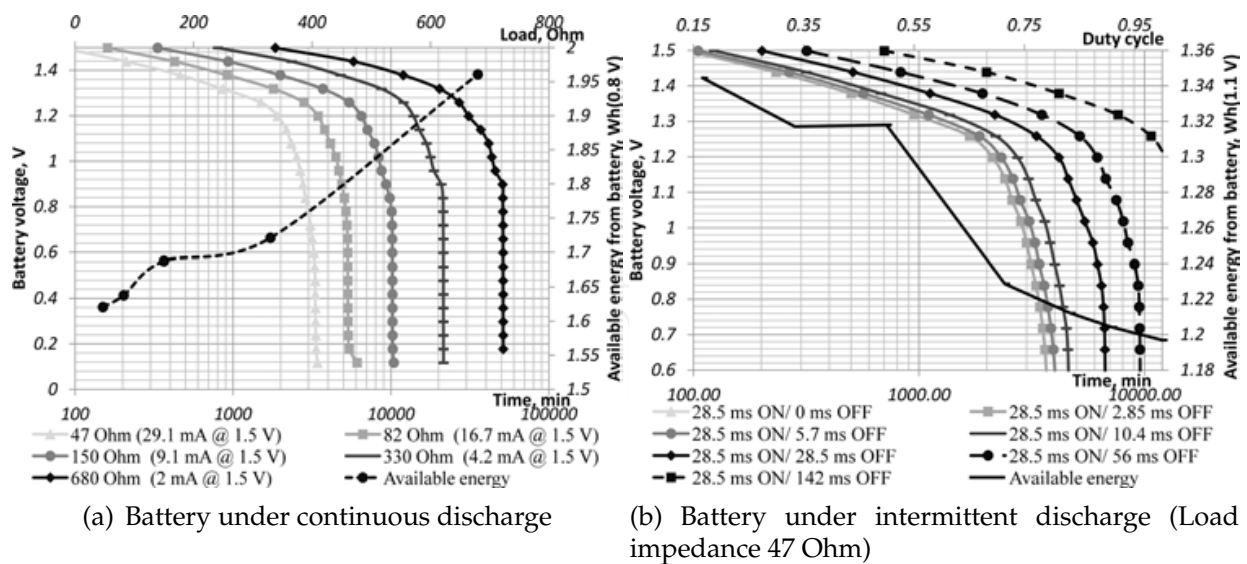 0 200 400 600 800
Load, Ohm
Battery voltage, V
1.4
1.2
1
0.8
0.6
0.4
0.2
0
2
1.95
1.9
1.85
1.8
1.75
1.7
1.65
1.6
1.55
1.5
Available energy from battery, Wh(0.8 V)
Time, min
100 1000 10000 100000
47 Ohm (29.1 mA @ 1.5 V) 82 Ohm (16.7 mA @ 1.5 V)
150 Ohm (9.1 mA @ 1.5 V) 330 Ohm (4.2 mA @ 1.5 V)
680 Ohm (2 mA @ 1.5 V) Available energy
(a) Battery under continuous discharge
0.15 0.35 0.55 0.75 0.95
Duty cycle
Battery voltage, V
1.5
1.4
1.3
1.2
1.1
1
0.9
0.8
0.7
0.6
1.36
1.34
1.32
1.30
1.28
1.26
1.24
1.22
1.20
1.18
Available energy from battery, Wh(1.1 V)
Time, min
100.00 1000.00 10000.00
28.5 ms ON/ 0 ms OFF 28.5 ms ON/ 2.85 ms OFF
28.5 ms ON/ 5.7 ms OFF 28.5 ms ON/ 10.4 ms OFF
28.5 ms ON/ 28.5 ms OFF 28.5 ms ON/ 56 ms OFF
28.5 ms ON/ 142 ms OFF Available energy
(b) Battery under intermittent discharge (Load
impedance 47 Ohm)